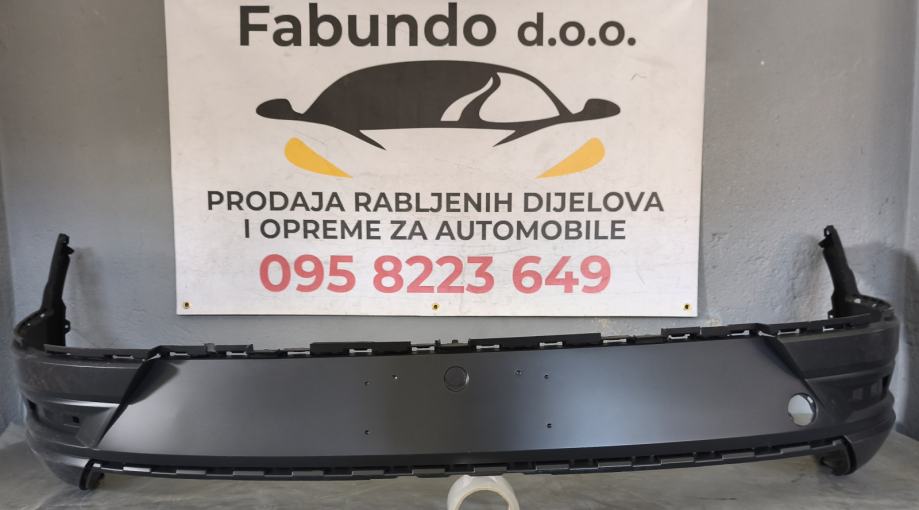 Fabundo d.o.o.
PRODAJA RABLJENIH DIJELOVA
I OPREME ZA AUTOMOBILE
095 8223 649